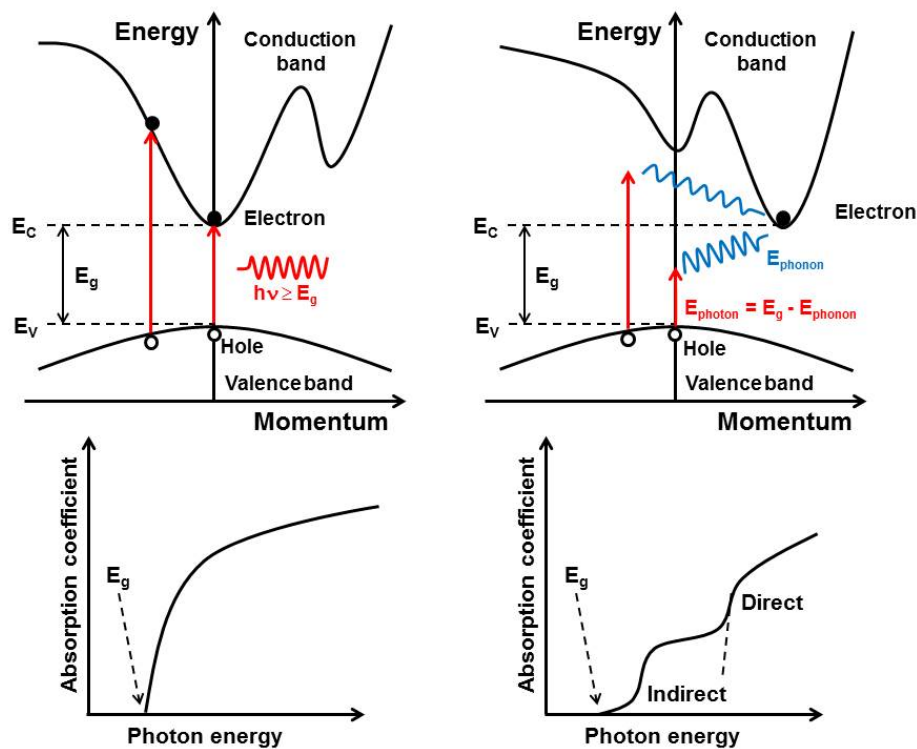 Energy
Conduction
band
Electron
E_C
E_g
hν ≥ E_g
E_V
Hole
Valence band
Momentum
Energy
Conduction
band
Electron
E_C
E_phonon
E_g
E_photon = E_g - E_phonon
E_V
Hole
Valence band
Momentum
Absorption coefficient
E_g
Photon energy
Absorption coefficient
E_g
Direct
Indirect
Photon energy